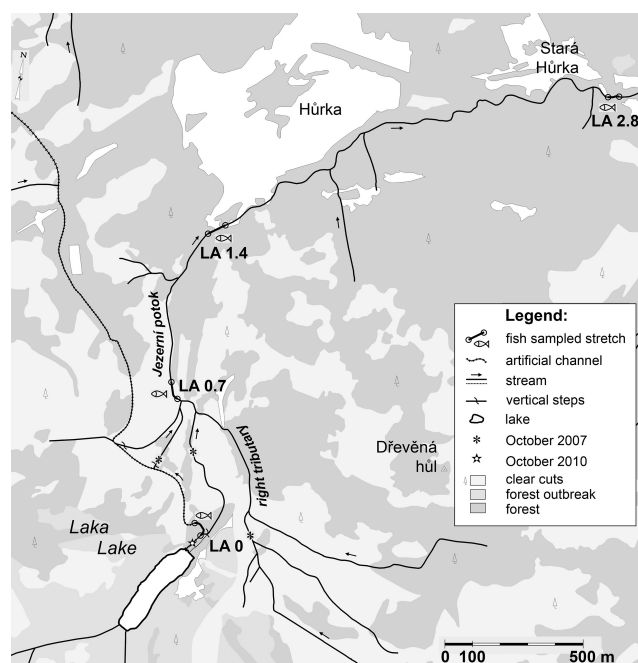 N
Stará
Hůrka
Hůrka
LA 2.8
LA 1.4
Jezerní potok
LA 0.7
Legend:
fish sampled stretch
artificial channel
stream
vertical steps
lake
October 2007
October 2010
clear cuts
forest outbreak
forest
Dřevěná
hůl
right tributary
Laka
Lake
LA 0
0 100 500 m